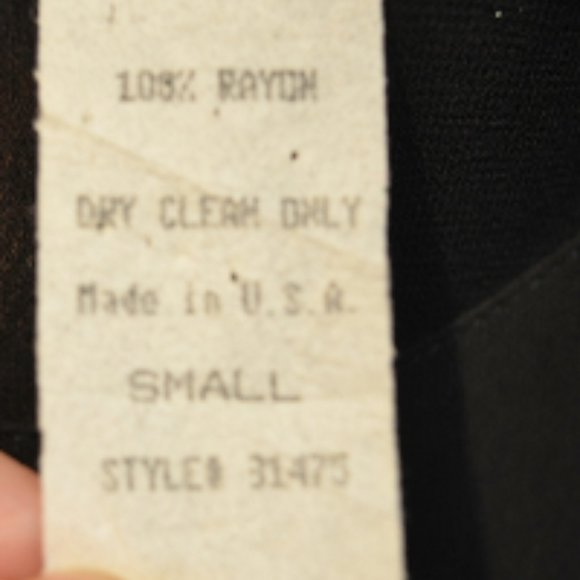 100% RAYON
DRY CLEAN ONLY
Made in U.S.A.
SMALL
STYLE# 31475